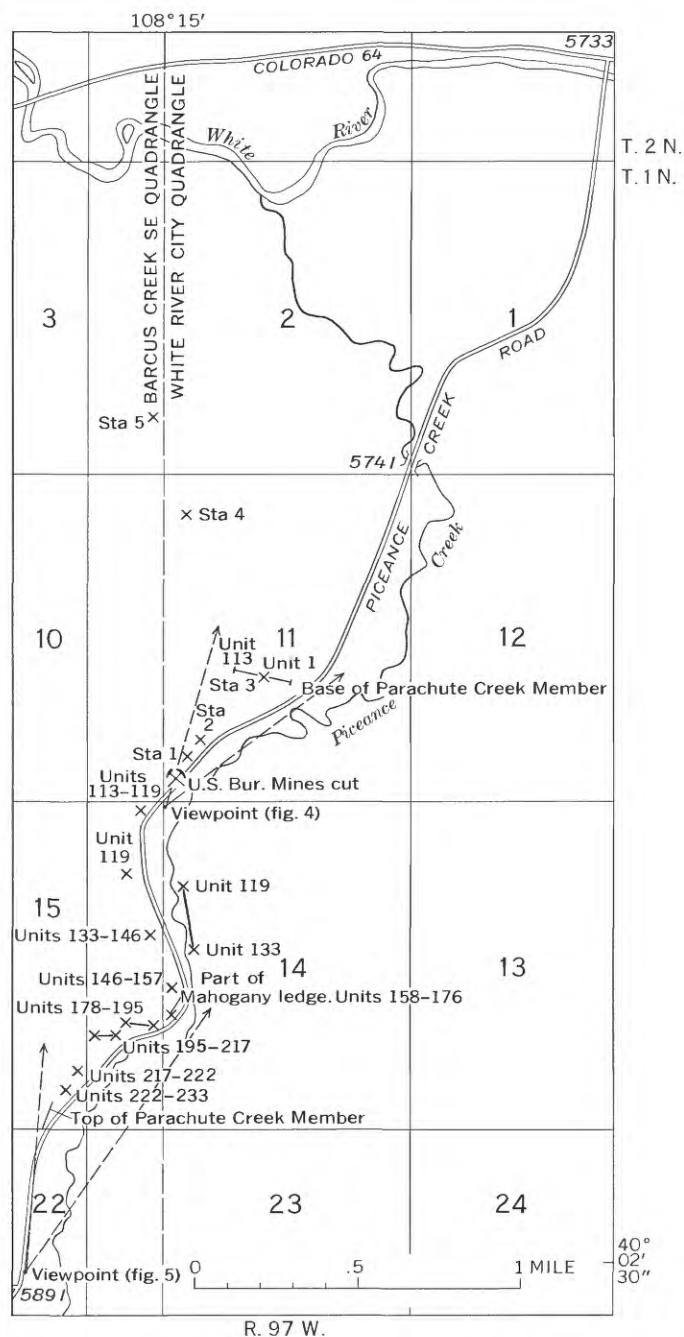 108°15'
5733
COLORADO 64
White River
T. 2 N.
T. 1 N.
BARCUS CREEK SE QUADRANGLE
WHITE RIVER CITY QUADRANGLE
3
2
1
PICEANCE CREEK ROAD
Sta 5
5741
Sta 4
Piceance Creek
10
11
12
Unit
113
Unit 1
Sta 3
Base of Parachute Creek Member
Sta
2
Sta 1
Units
113–119
U.S. Bur. Mines cut
Viewpoint (fig. 4)
Unit
119
Unit 119
15
Units 133–146
Unit 133
14
13
Units 146–157
Part of
Mahogany ledge. Units 158–176
Units 178–195
Units 195–217
Units 217–222
Units 222–233
Top of Parachute Creek Member
22
23
24
40°
02'
30"
0 .5 1 MILE
Viewpoint (fig. 5)
5891
R. 97 W.